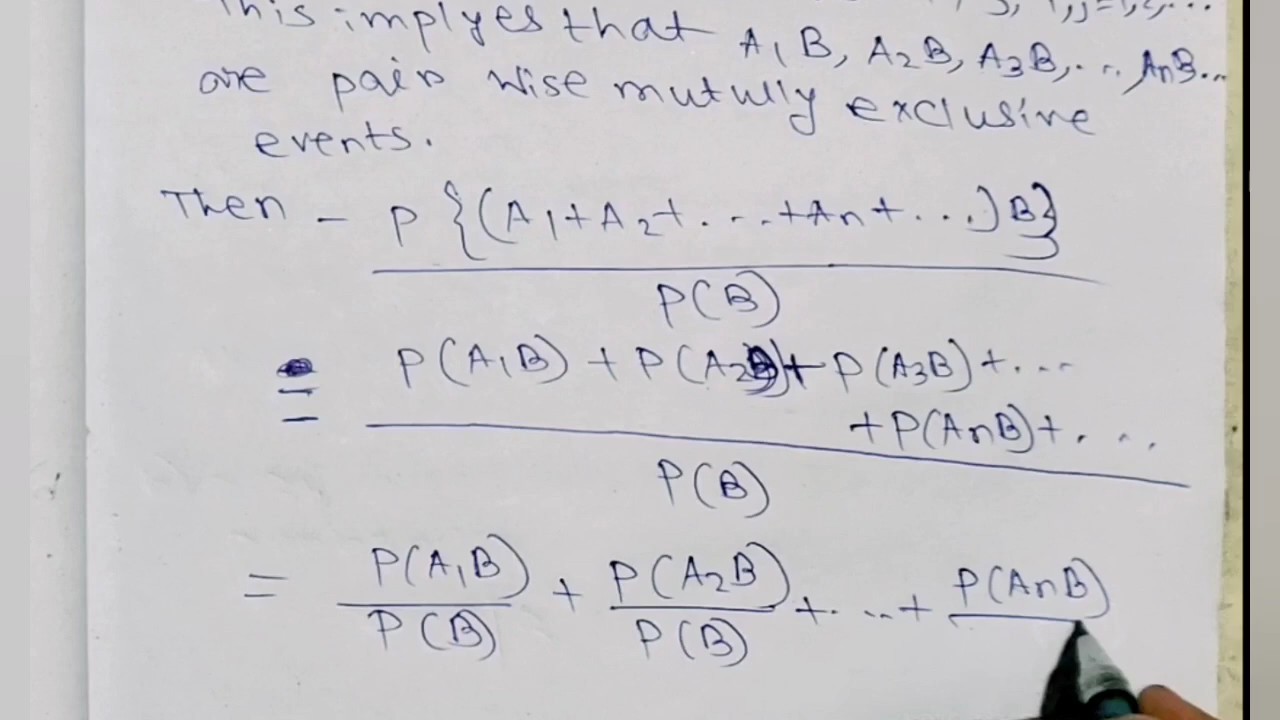 This implyes that A1B, A2B, A3B, ... AnB...
are pair wise mutully exclusive
events.
Then - P{(A1+A2+....+An+...)B}
P(B)
= P(A1B) + P(A2B) + P(A3B) + ...
+ P(AnB) + ....
P(B)
= P(A1B) + P(A2B) + .... + P(AnB)
P(B) P(B)